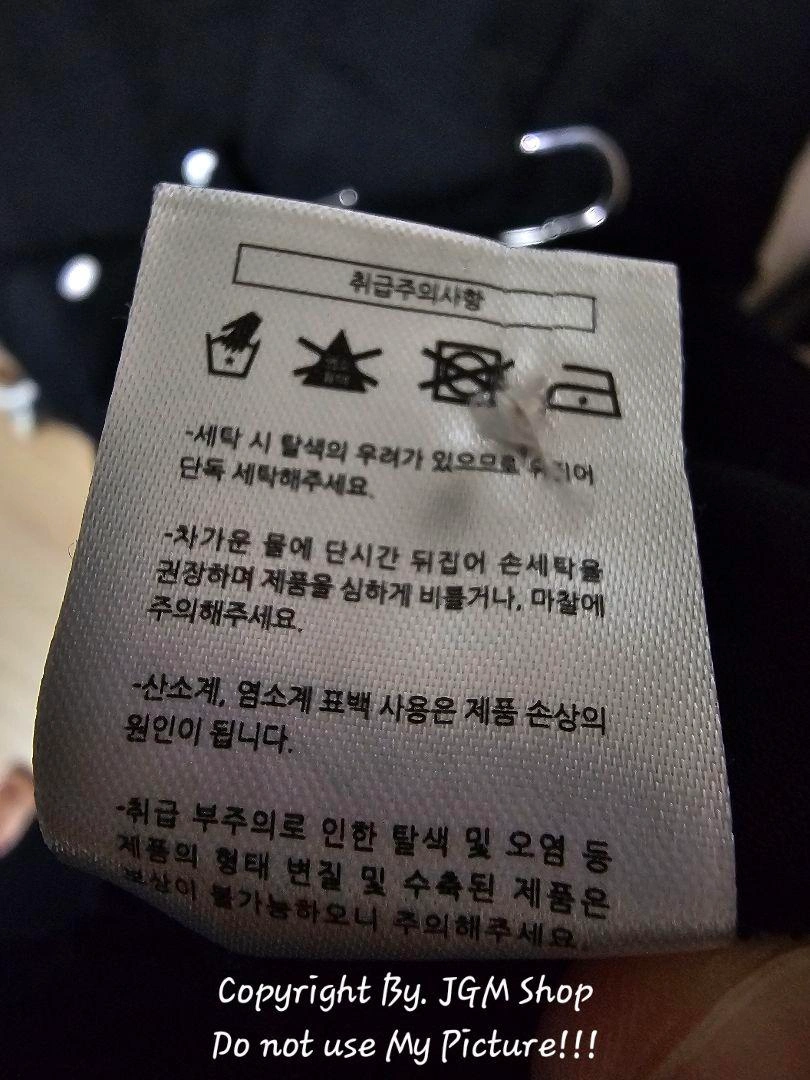 취급주의사항
-세탁 시 탈색의 우려가 있으므로 뒤집어
단독 세탁해주세요.
-차가운 물에 단시간 뒤집어 손세탁을
권장하며 제품을 심하게 비틀거나, 마찰에
주의해주세요.
-산소계, 염소계 표백 사용은 제품 손상의
원인이 됩니다.
-취급 부주의로 인한 탈색 및 오염 등
제품의 형태 변질 및 수축된 제품은
보상이 불가능하오니 주의해주세요.
Copyright By. JGM Shop
Do not use My Picture!!!